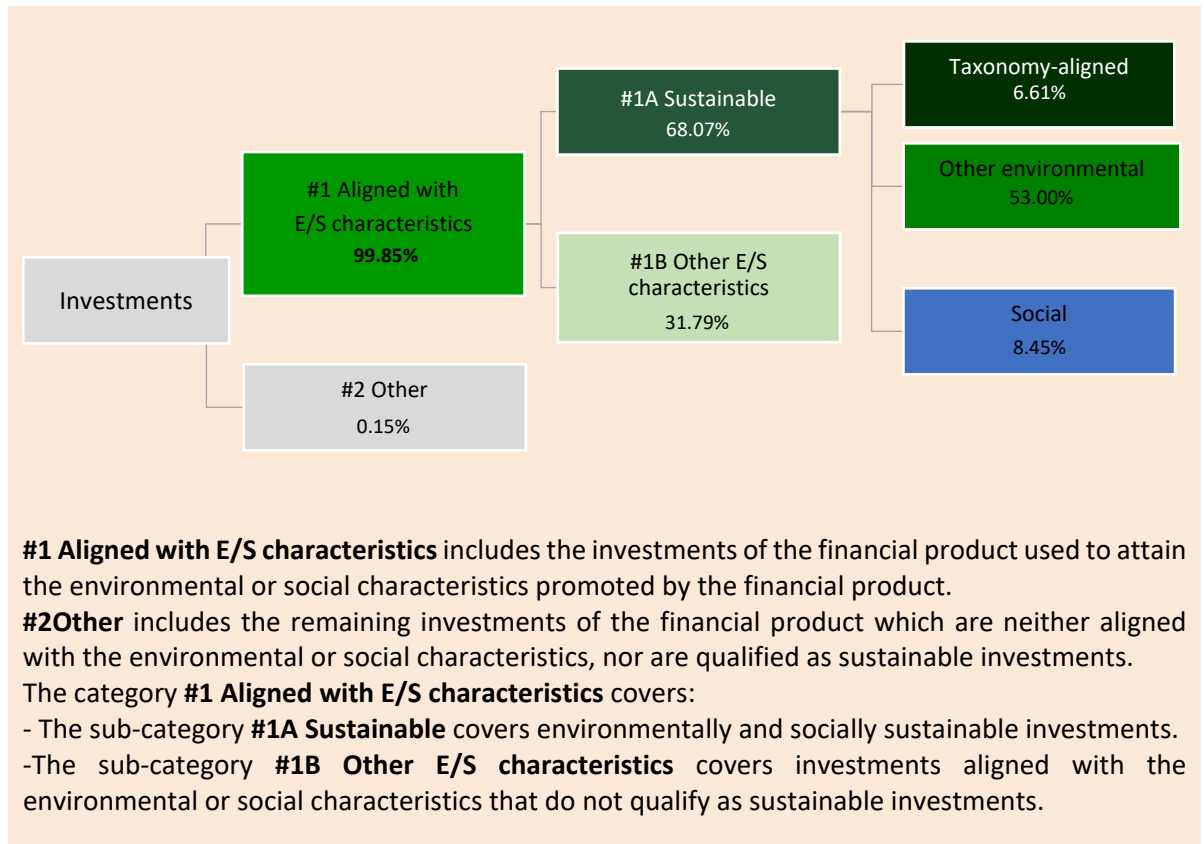 Investments
#1 Aligned with
E/S characteristics
99.85%
#2 Other
0.15%
#1A Sustainable
68.07%
#1B Other E/S
characteristics
31.79%
Taxonomy-aligned
6.61%
Other environmental
53.00%
Social
8.45%
#1 Aligned with E/S characteristics includes the investments of the financial product used to attain
the environmental or social characteristics promoted by the financial product.
#2Other includes the remaining investments of the financial product which are neither aligned
with the environmental or social characteristics, nor are qualified as sustainable investments.
The category #1 Aligned with E/S characteristics covers:
- The sub-category #1A Sustainable covers environmentally and socially sustainable investments.
-The sub-category #1B Other E/S characteristics covers investments aligned with the
environmental or social characteristics that do not qualify as sustainable investments.